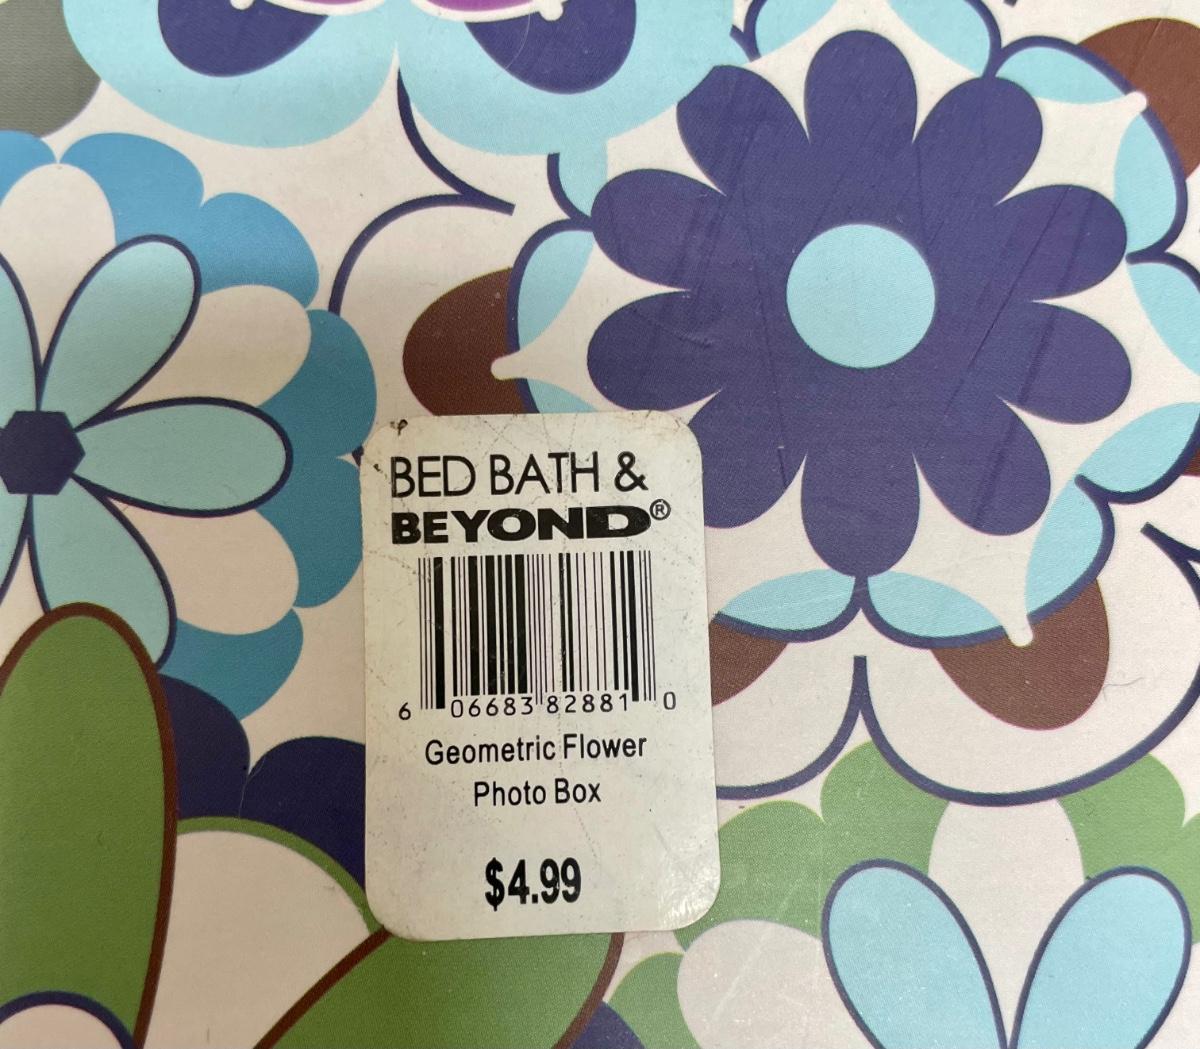 BED BATH &
BEYOND®
6 06683 82881 0
Geometric Flower
Photo Box
$4.99